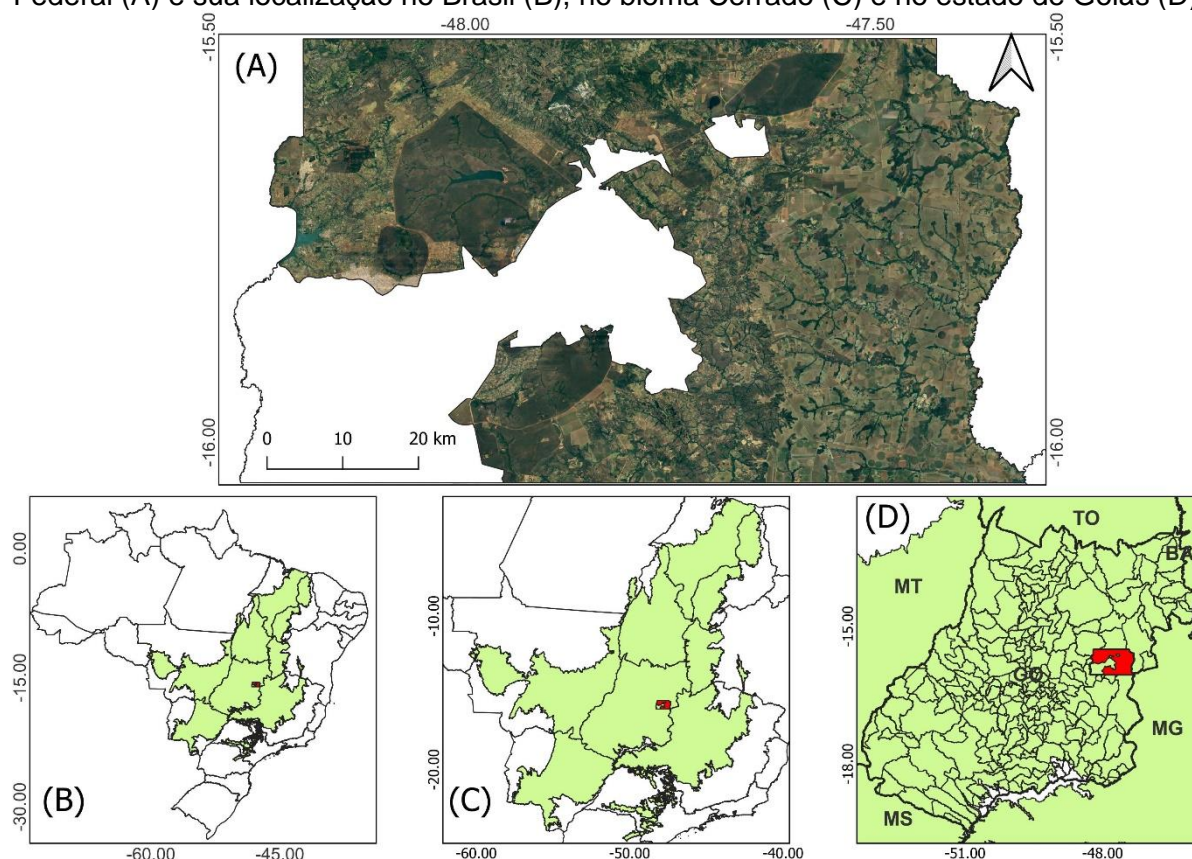 Federal (A) e sua localização no Brasil (B), no bioma Cerrado (C) e no estado de Goiás (D)
-48.00 -47.50
-15.50 -15.50
(A)
0 10 20 km
-16.00 -16.00
(B)
0.00
-15.00
-30.00
-60.00 -45.00
(C)
-10.00
-20.00
-60.00 -50.00 -40.00
(D)
TO
BA
MT
GO
MG
MS
-15.00
-18.00
-51.00 -48.00